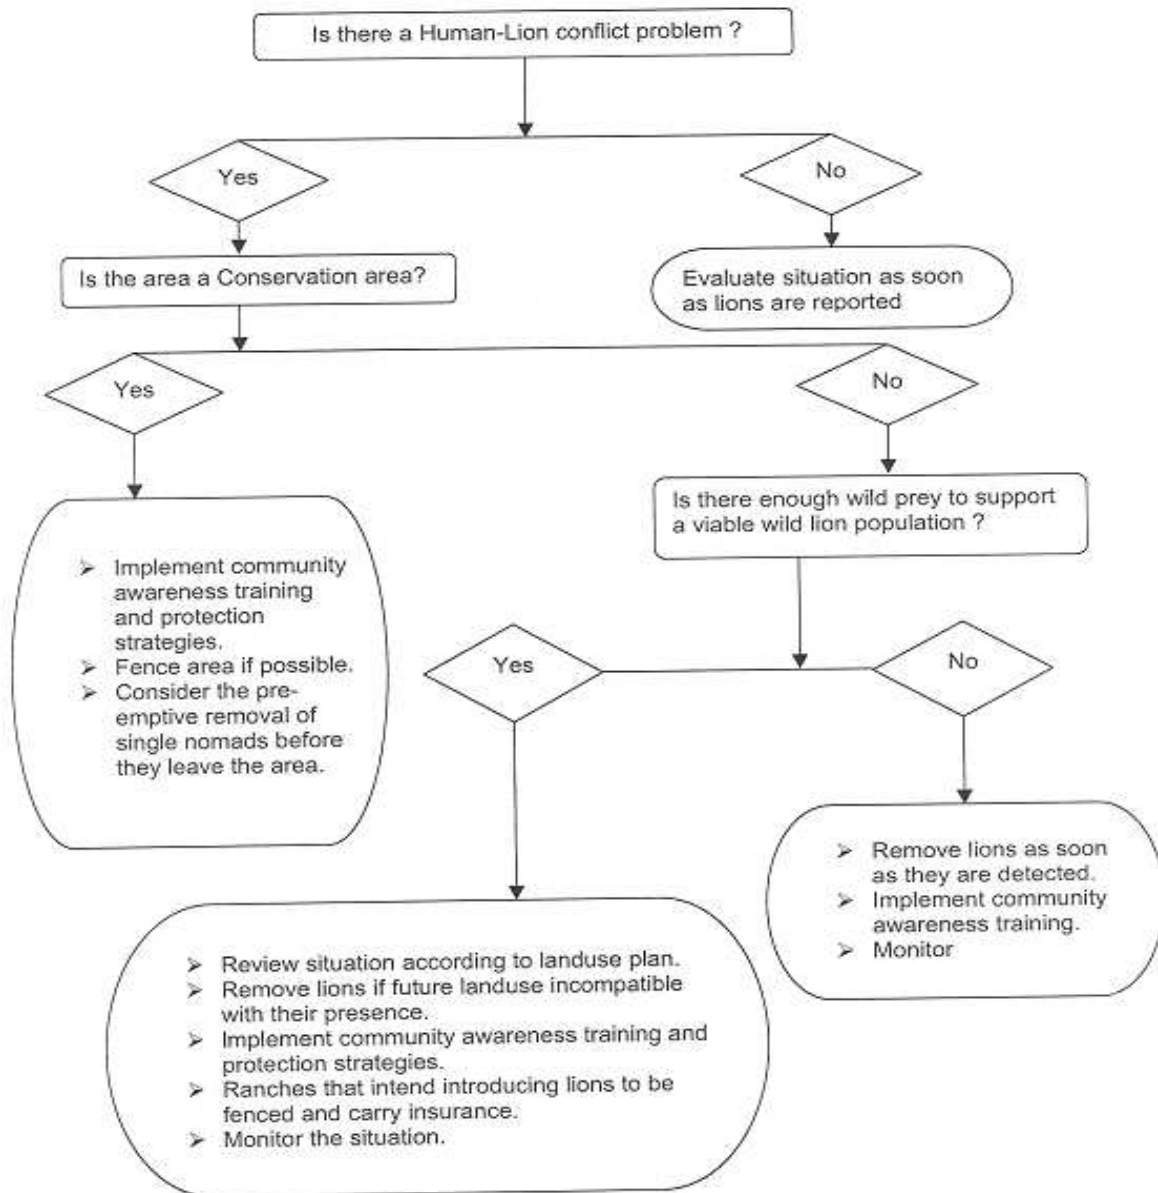 Is there a Human-Lion conflict problem ?
Yes
No
Is the area a Conservation area?
Evaluate situation as soon
as lions are reported
Yes
No
Is there enough wild prey to support
a viable wild lion population ?
➢ Implement community
awareness training
and protection
strategies.
➢ Fence area if possible.
➢ Consider the pre-
emptive removal of
single nomads before
they leave the area.
Yes
No
➢ Remove lions as soon
as they are detected.
➢ Implement community
awareness training.
➢ Monitor
➢ Review situation according to landuse plan.
➢ Remove lions if future landuse incompatible
with their presence.
➢ Implement community awareness training and
protection strategies.
➢ Ranches that intend introducing lions to be
fenced and carry insurance.
➢ Monitor the situation.